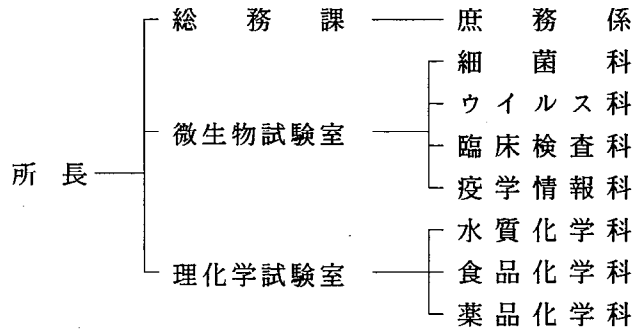 総務課 庶務係
細菌科
ウイルス科
微生物試験室
臨床検査科
所長
疫学情報科
水質化学科
理化学試験室 食品化学科
薬品化学科